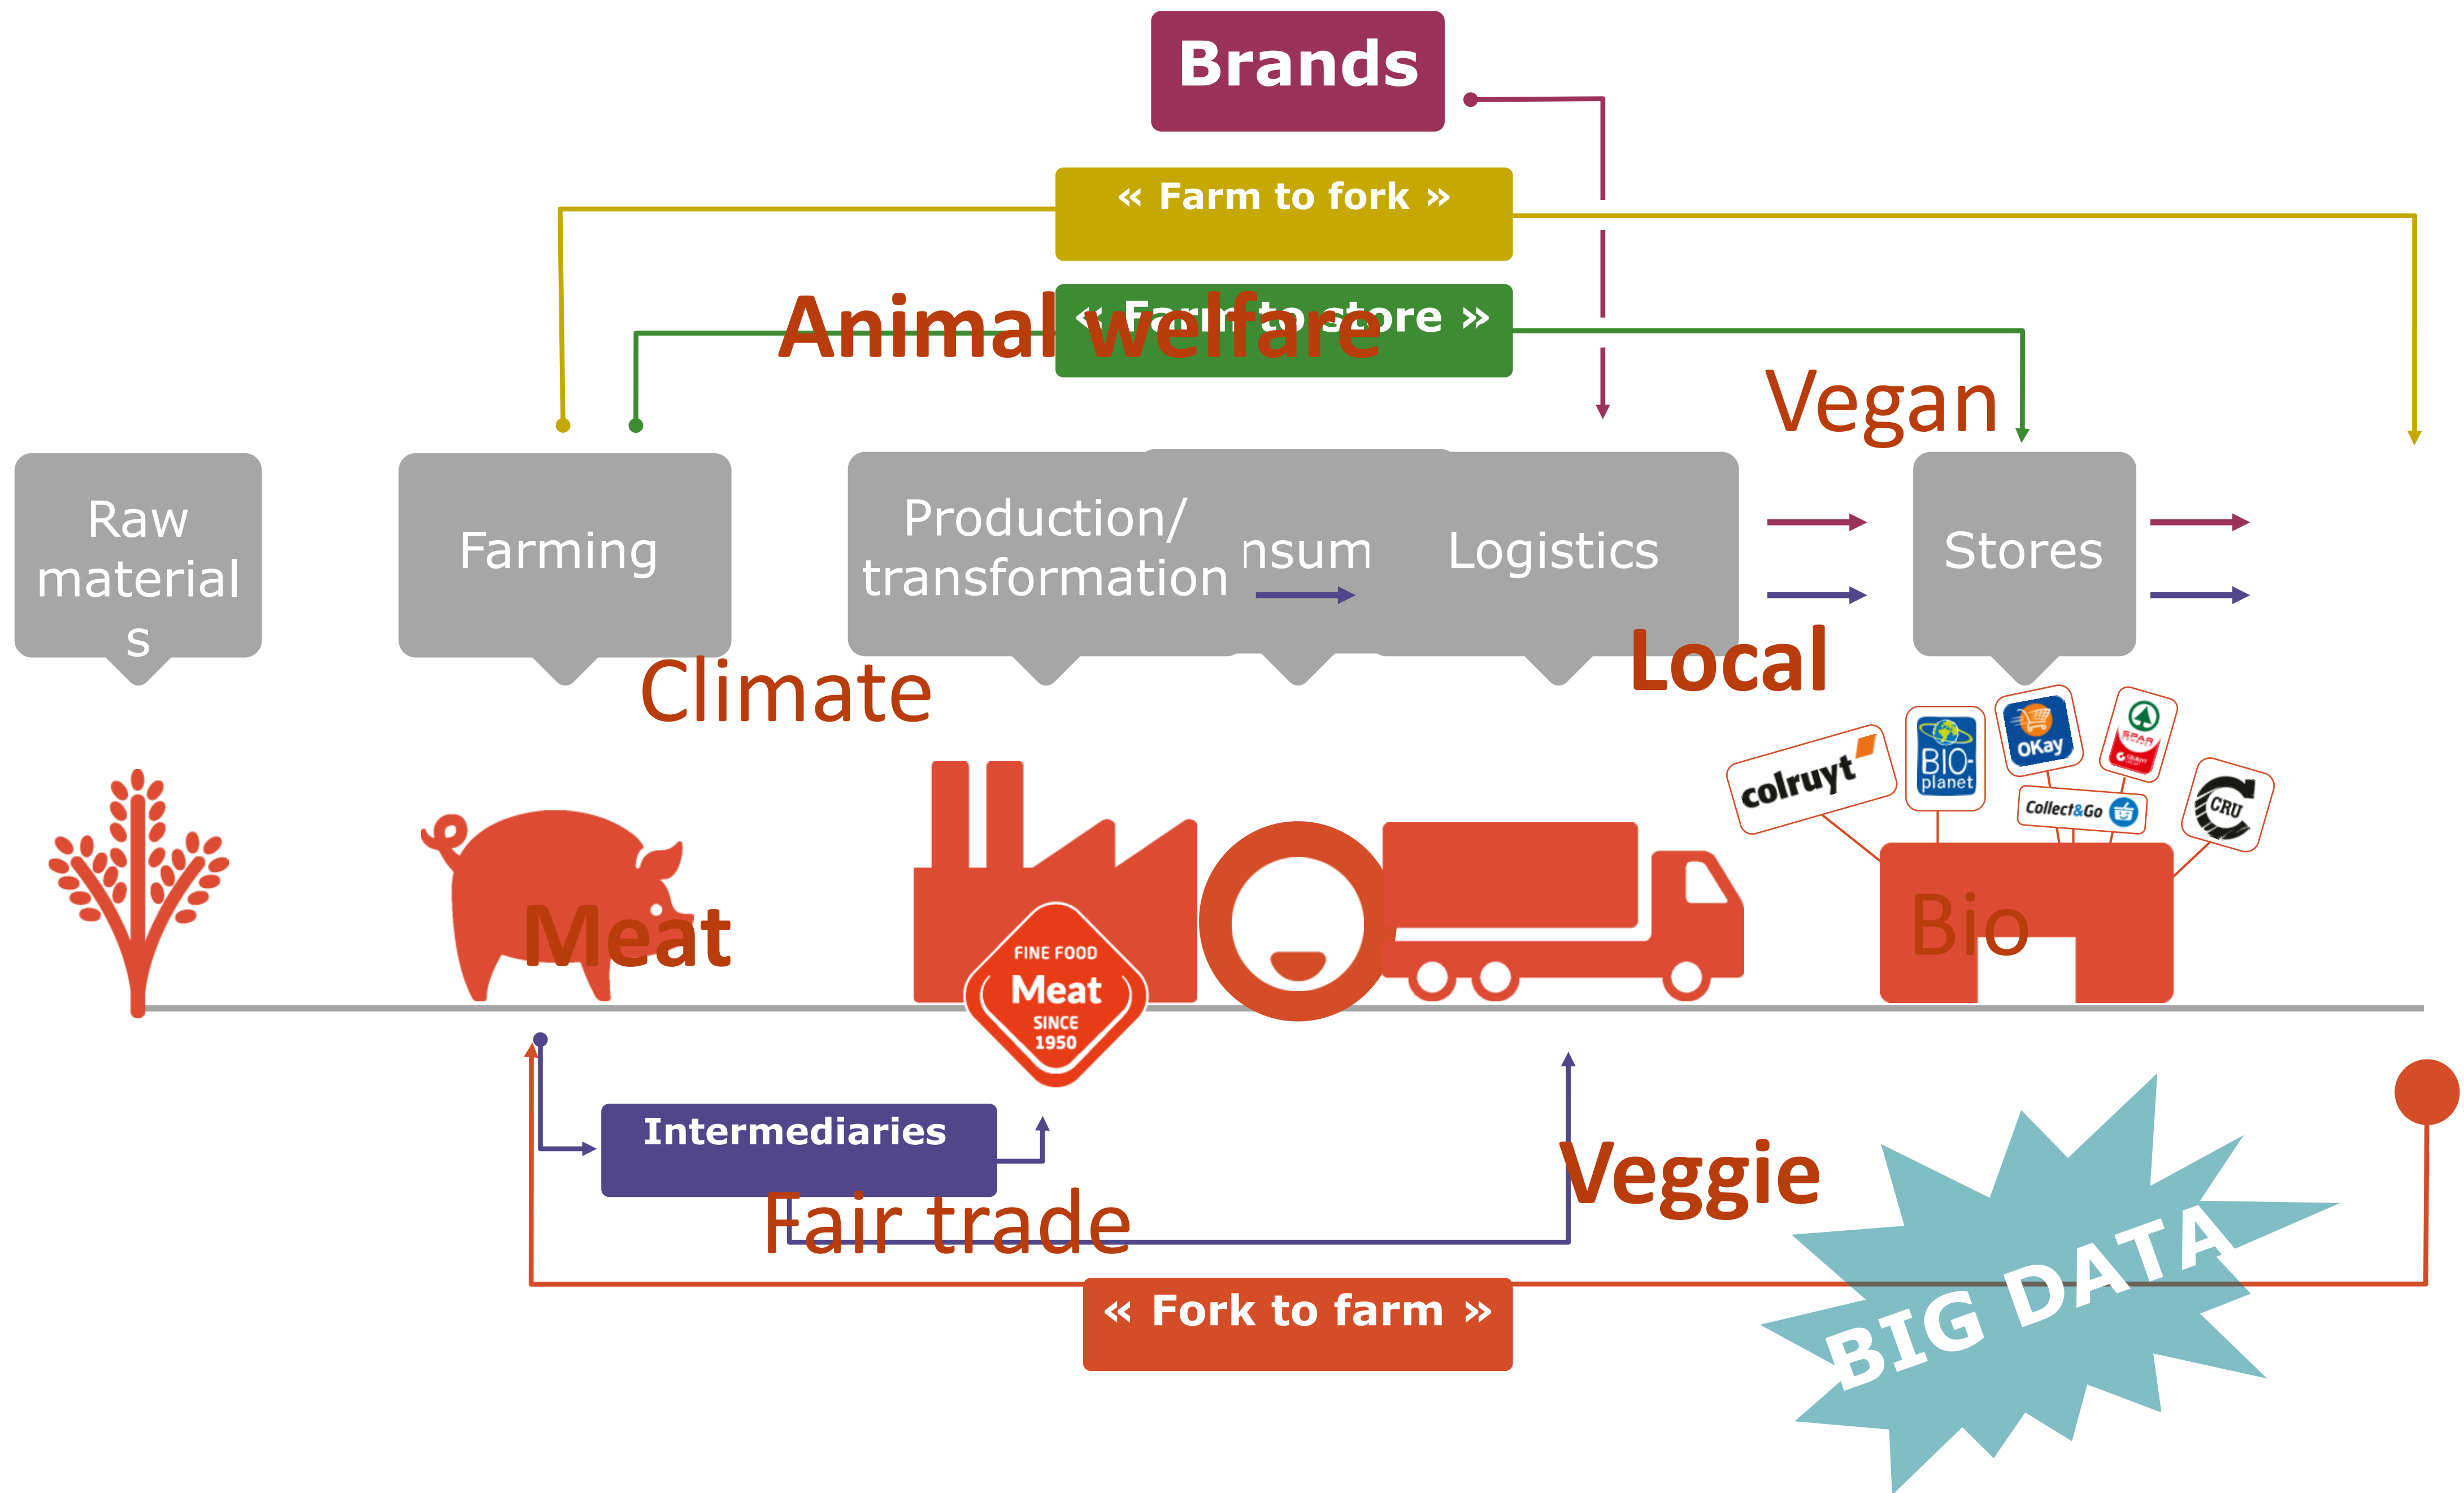 Brands
« Farm to fork »
« Farm to store »
Animal welfare
Vegan
Raw
material
s
Farming
Production/
transformation
nsum
Logistics
Stores
Climate
Local
colruyt
BIO-
planet
OKay
SPAR
COLRUYT
Collect&Go
CRU
Meat
Bio
FINE FOOD
Meat
SINCE
1950
Intermediaries
Fair trade
Veggie
BIG DATA
« Fork to farm »